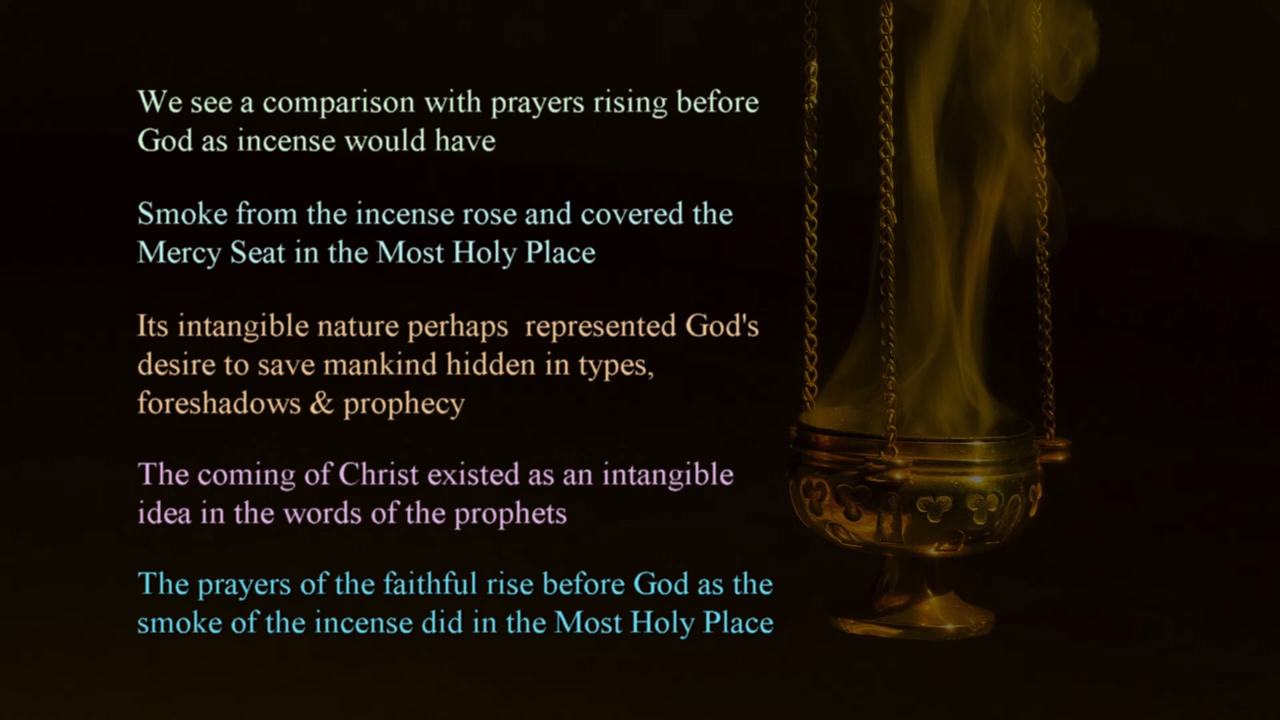 We see a comparison with prayers rising before
God as incense would have
Smoke from the incense rose and covered the
Mercy Seat in the Most Holy Place
Its intangible nature perhaps  represented God's
desire to save mankind hidden in types,
foreshadows & prophecy
The coming of Christ existed as an intangible
idea in the words of the prophets
The prayers of the faithful rise before God as the
smoke of the incense did in the Most Holy Place